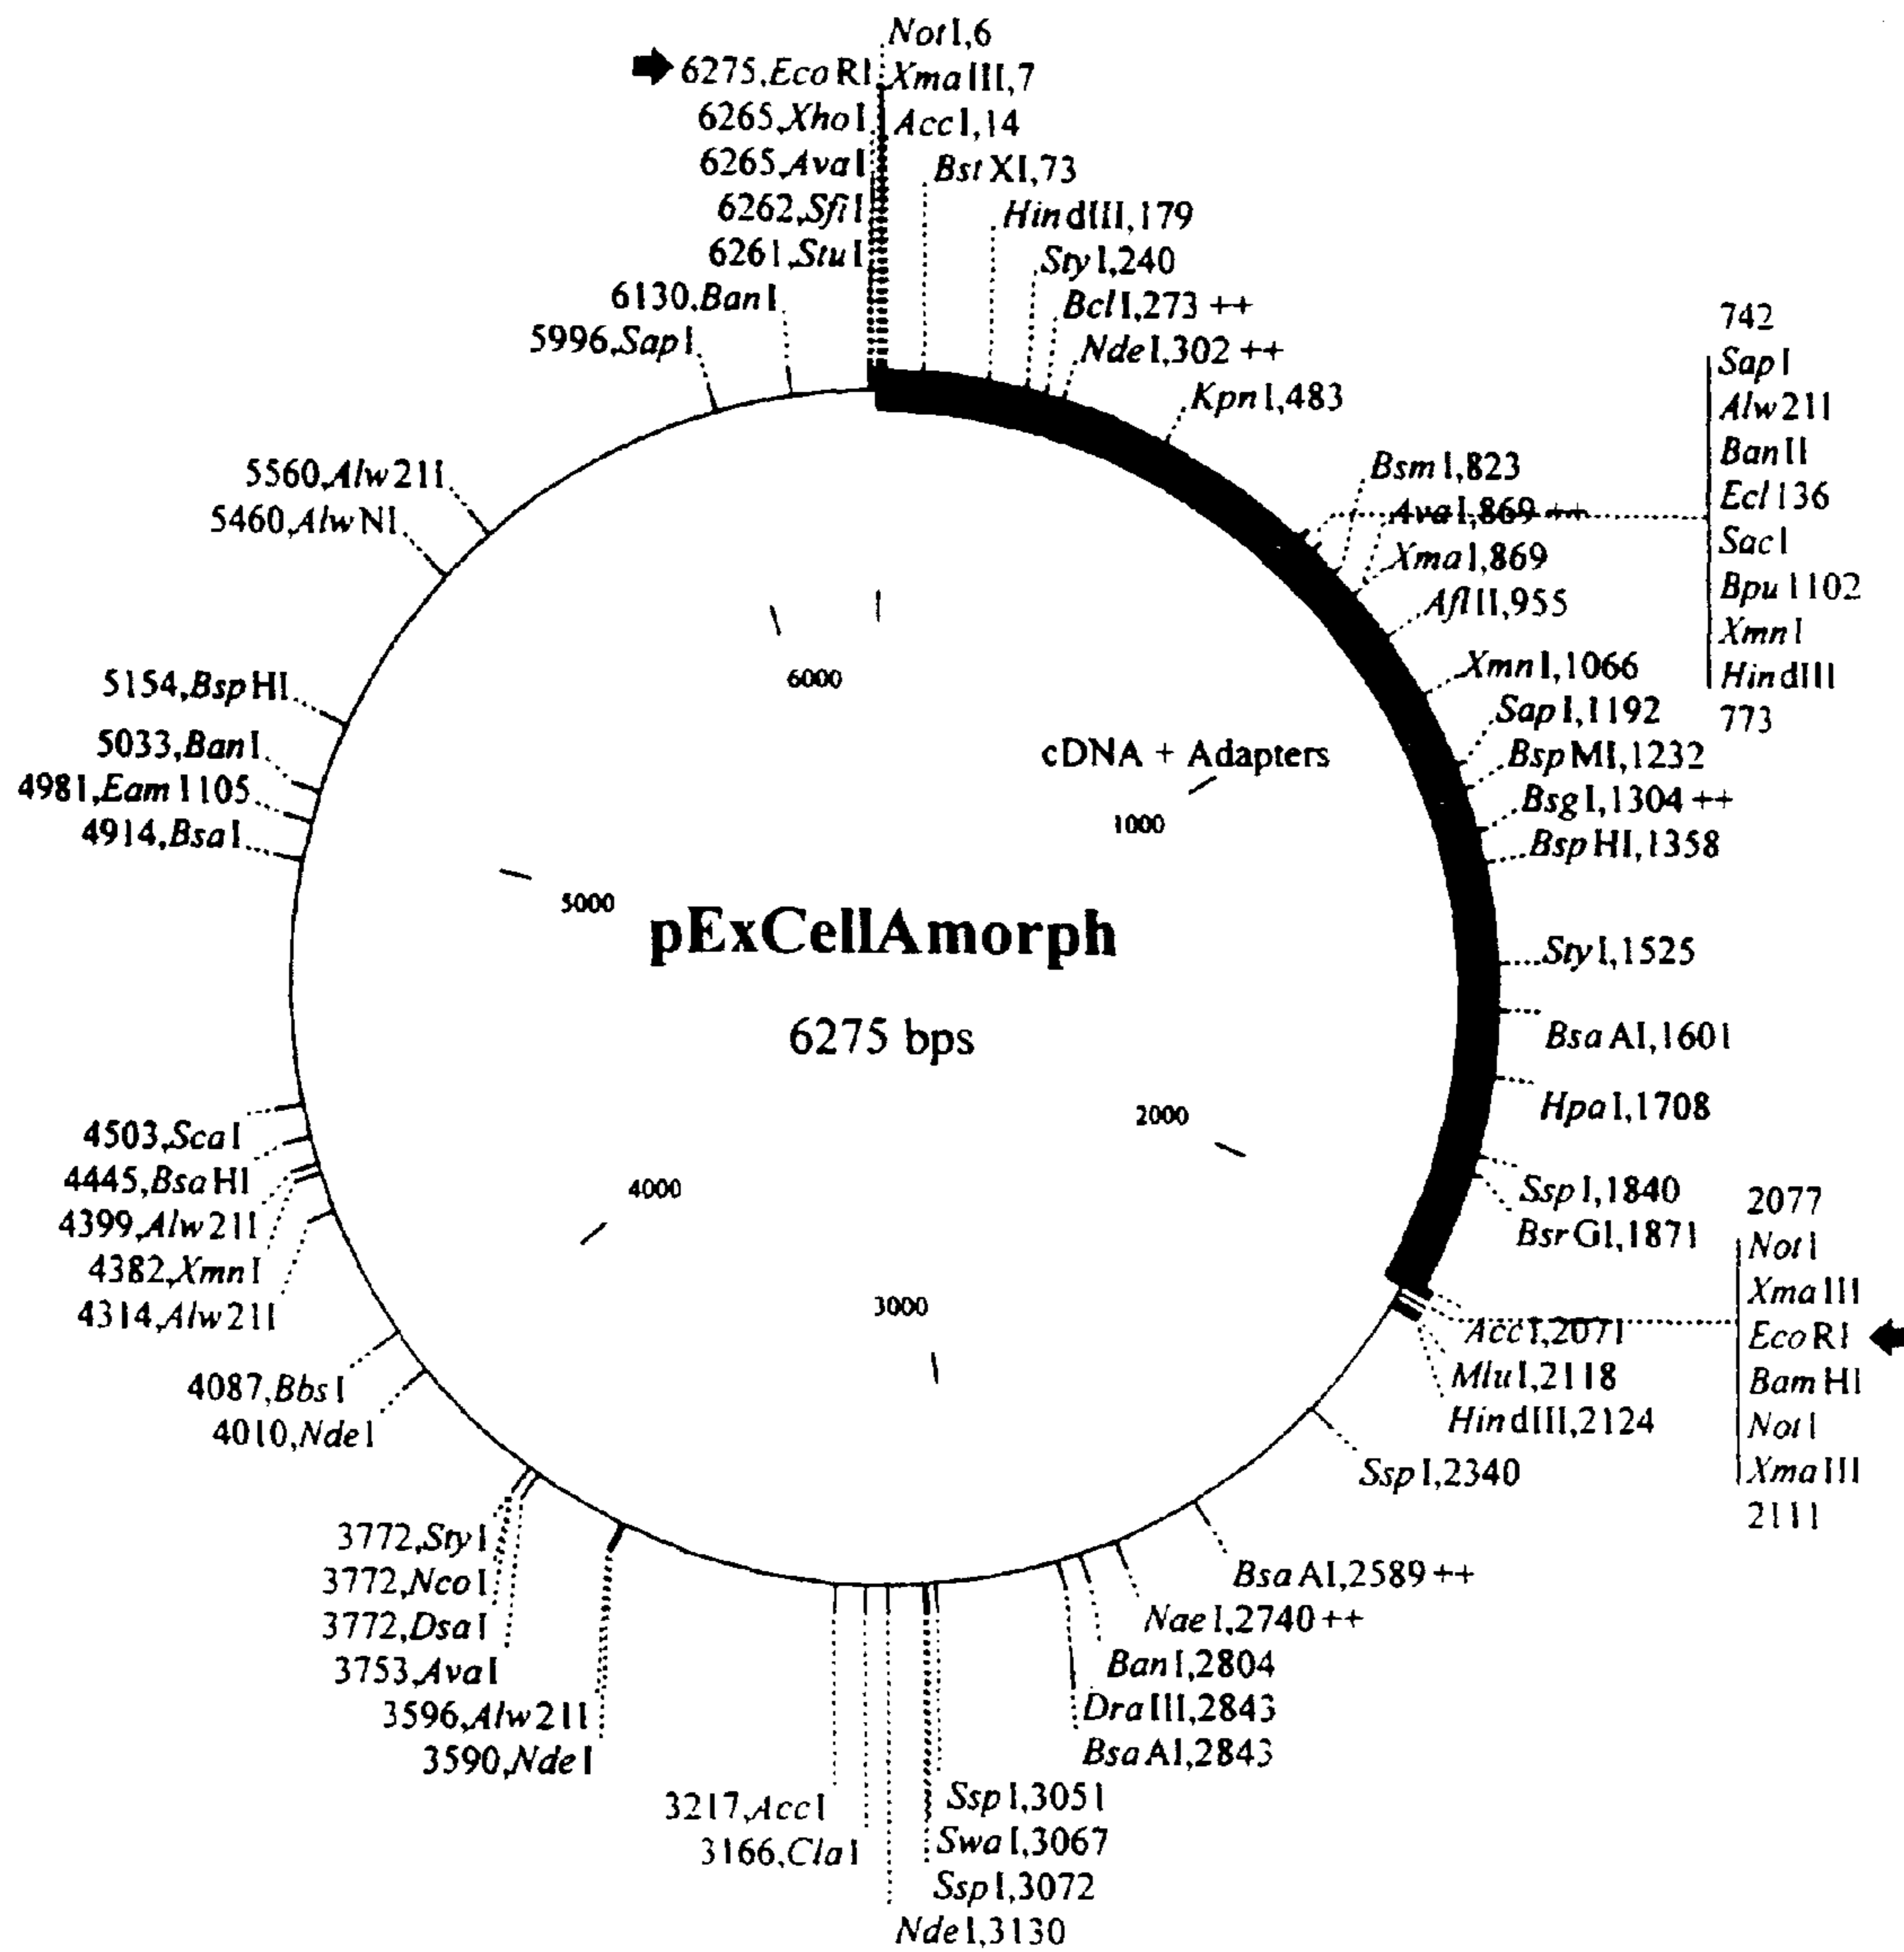 NotI,6
6275,EcoRI
XmaIII,7
6265,XhoI
AccI,14
6265,AvaI
BstXI,73
6262,SfiI
HindIII,179
6261,StuI
StyI,240
6130,BanI
BclI,273 ++
5996,SapI
NdeI,302 ++
KpnI,483
742
SapI
Alw21I
BanII
Ecl136
SacI
Bpu1102
XmnI
HindIII
773
BsmI,823
AvaI,869 ++
XmaI,869
AflII,955
XmnI,1066
SapI,1192
BspMI,1232
BsgI,1304 ++
BspHI,1358
StyI,1525
BsaAI,1601
HpaI,1708
SspI,1840
BsrGI,1871
2077
NotI
XmaIII
EcoRI
BamHI
NotI
XmaIII
2111
AccI,2071
MluI,2118
HindIII,2124
SspI,2340
BsaAI,2589 ++
NaeI,2740 ++
BanI,2804
DraIII,2843
BsaAI,2843
SspI,3051
SwaI,3067
SspI,3072
NdeI,3130
3166,ClaI
3217,AccI
3590,NdeI
3596,Alw21I
3753,AvaI
3772,DsaI
3772,NcoI
3772,StyI
4010,NdeI
4087,BbsI
4314,Alw21I
4382,XmnI
4399,Alw21I
4445,BsaHI
4503,ScaI
4914,BsaI
4981,Eam1105
5033,BanI
5154,BspHI
5460,AlwNI
5560,Alw21I
6000
cDNA + Adapters
1000
5000
pExCellAmorph
6275 bps
2000
4000
3000